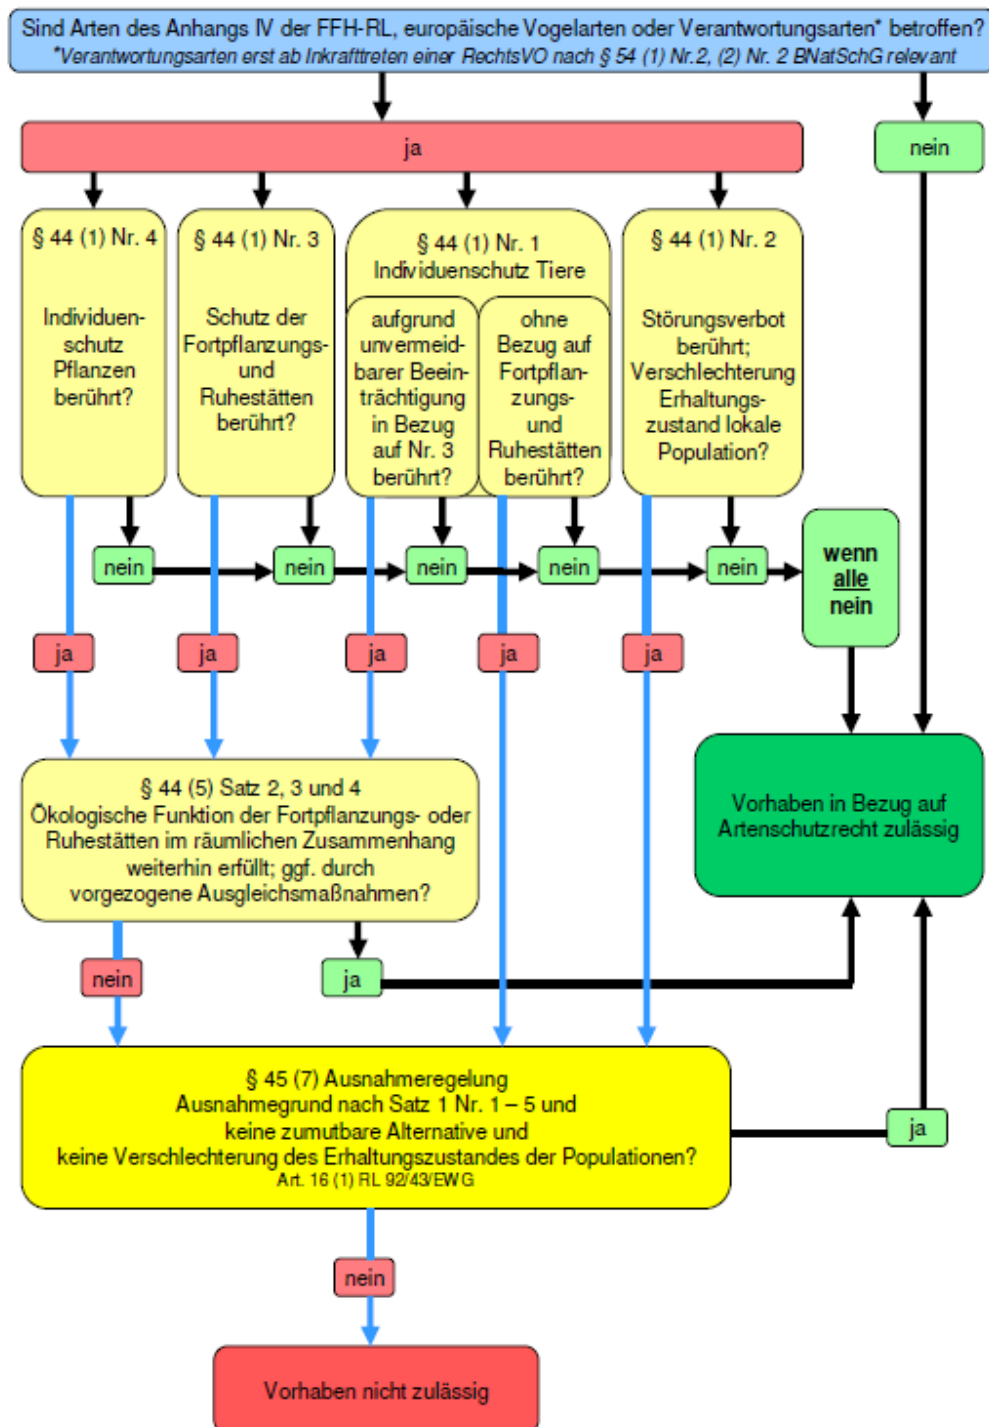 Sind Arten des Anhangs IV der FFH-RL, europäische Vogelarten oder Verantwortungsarten* betroffen?
*Verantwortungsarten erst ab Inkrafttreten einer RechtsVO nach § 54 (1) Nr.2, (2) Nr. 2 BNatSchG relevant
ja
nein
§ 44 (1) Nr. 4
Individuen-
schutz
Pflanzen
berührt?
§ 44 (1) Nr. 3
Schutz der
Fortpflanzungs-
und
Ruhestätten
berührt?
§ 44 (1) Nr. 1
Individuenschutz Tiere
aufgrund
unvermeid-
barer Beein-
trächtigung
in Bezug
auf Nr. 3
berührt?
ohne
Bezug auf
Fortpflan-
zungs-
und
Ruhestätten
berührt?
§ 44 (1) Nr. 2
Störungsverbot
berührt;
Verschlechterung
Erhaltungs-
zustand lokale
Population?
nein
nein
nein
nein
nein
wenn
alle
nein
ja
ja
ja
ja
ja
§ 44 (5) Satz 2, 3 und 4
Ökologische Funktion der Fortpflanzungs- oder
Ruhestätten im räumlichen Zusammenhang
weiterhin erfüllt; ggf. durch
vorgezogene Ausgleichsmaßnahmen?
Vorhaben in Bezug auf
Artenschutzrecht zulässig
nein
ja
§ 45 (7) Ausnahmeregelung
Ausnahmegrund nach Satz 1 Nr. 1 – 5 und
keine zumutbare Alternative und
keine Verschlechterung des Erhaltungszustandes der Populationen?
Art. 16 (1) RL 92/43/EWG
ja
nein
Vorhaben nicht zulässig